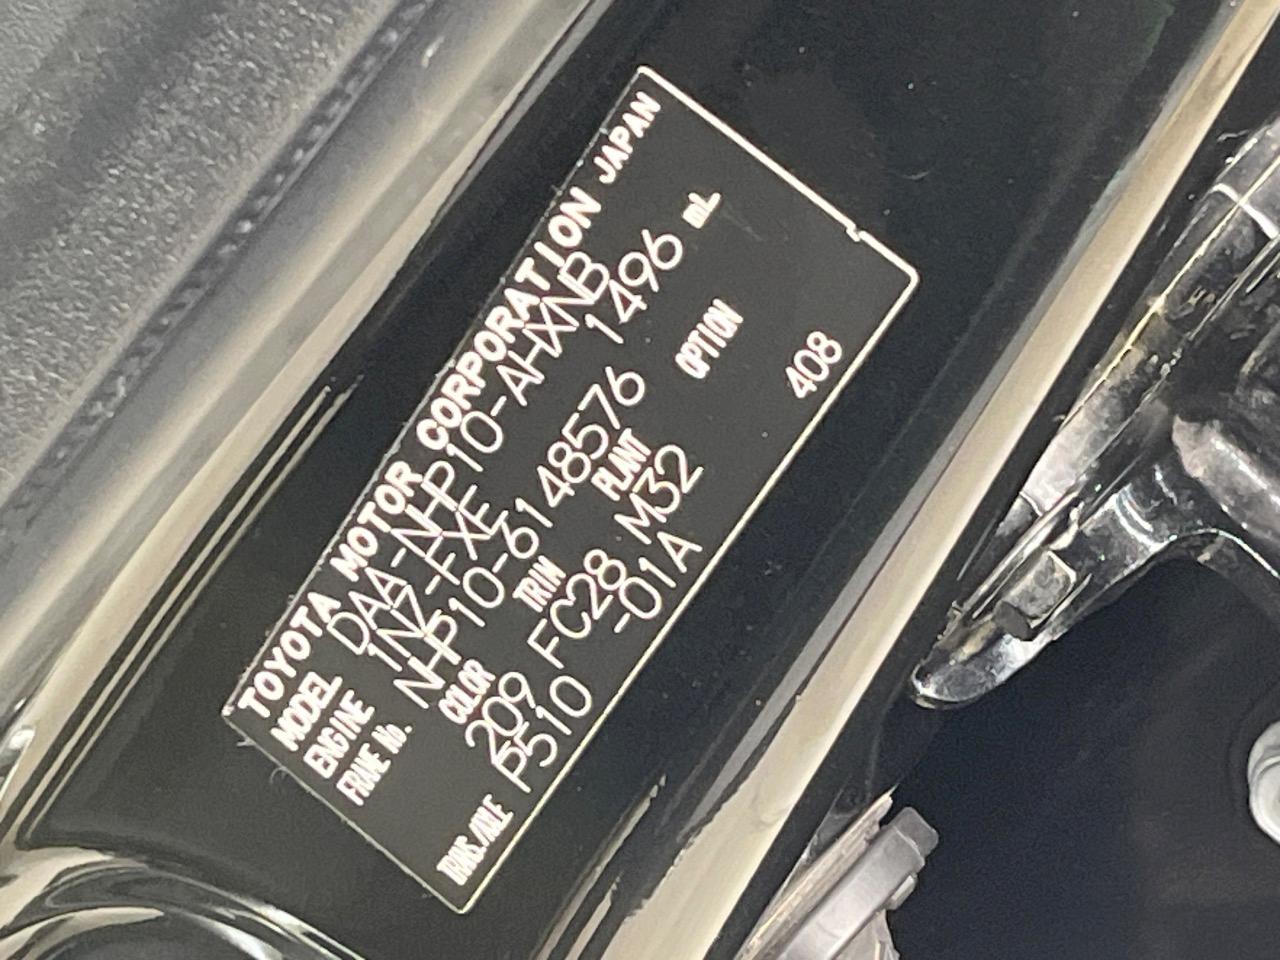 TOYOTA MOTOR CORPORATION JAPAN
MODEL DAA-NHP10-AHXNB
ENGINE 1NZ-FXE 1496 mL
FRAME No. NHP10-6148576
COLOR TRIM PLANT OPTION
209 FC28 M32
TRANS./AXLE P510 -01A 408